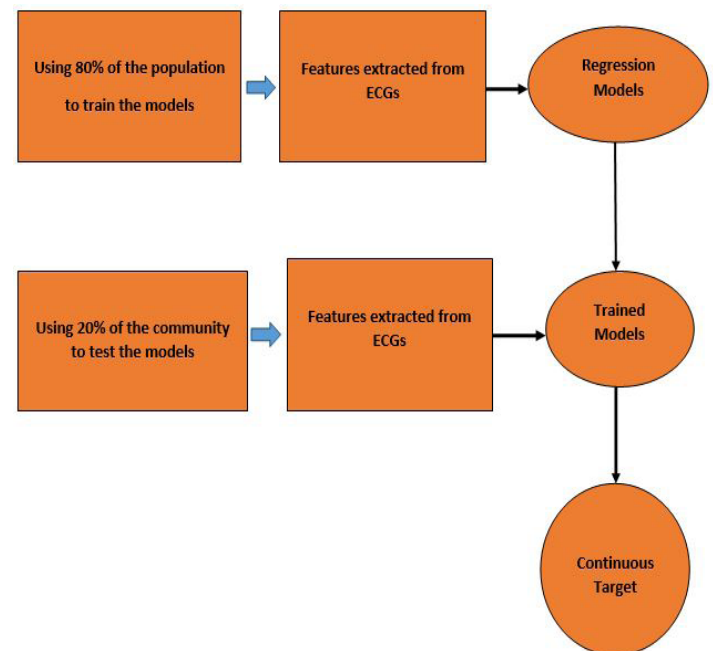 Using 80% of the population
to train the models
Features extracted from
ECGs
Regression
Models
Using 20% of the community
to test the models
Features extracted from
ECGs
Trained
Models
Continuous
Target